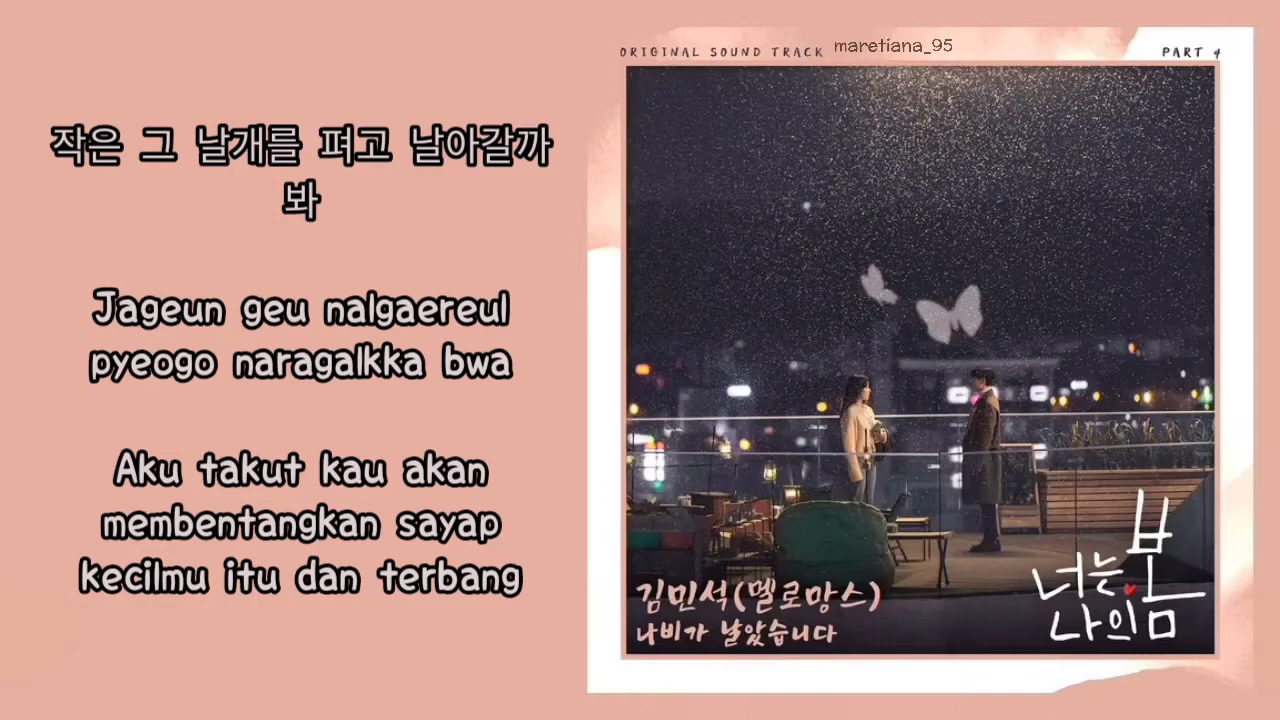 작은 그 날개를 펴고 날아갈까
봐
Jageun geu nalgaereul
pyeogo naragalkka bwa
Aku takut kau akan
membentangkan sayap
kecilmu itu dan terbang
ORIGINAL SOUND TRACK
maretiana_95
PART 4
김민석(멜로망스)
나비가 날았습니다
너는
나의 봄